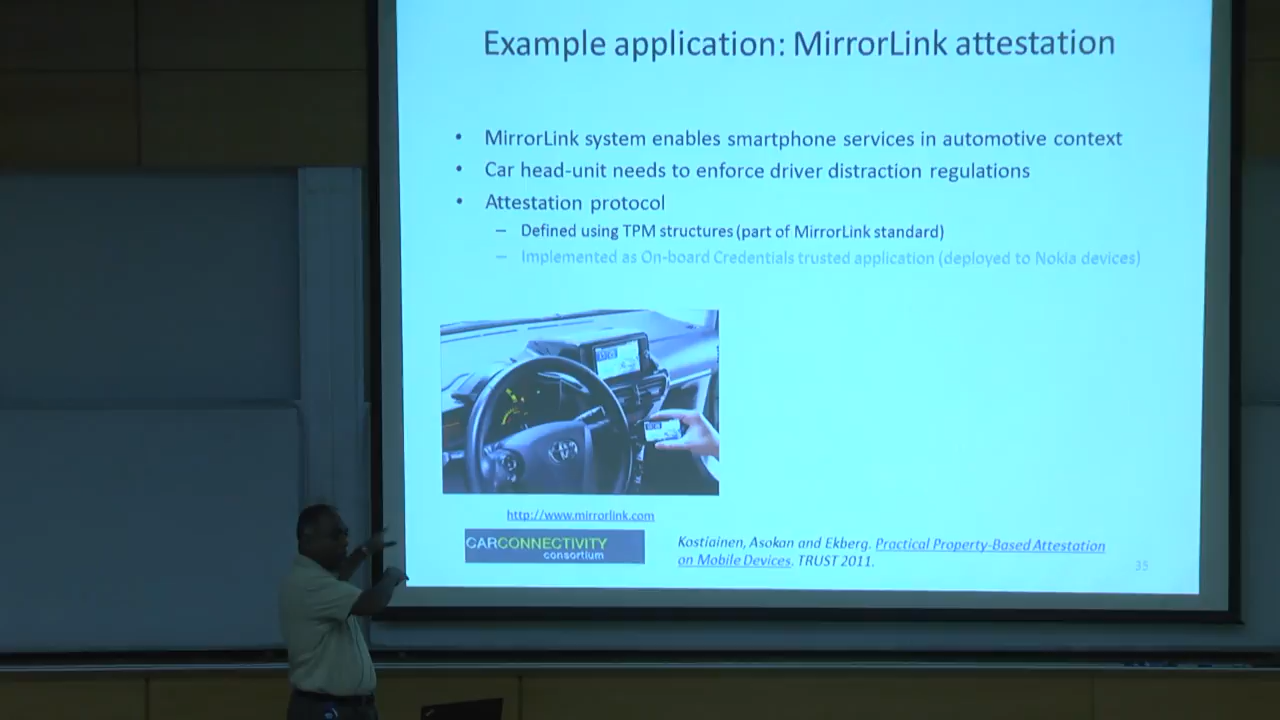 Example application: MirrorLink attestation
• MirrorLink system enables smartphone services in automotive context
• Car head-unit needs to enforce driver distraction regulations
• Attestation protocol
– Defined using TPM structures (part of MirrorLink standard)
– Implemented as On-board Credentials trusted application (deployed to Nokia devices)
http://www.mirrorlink.com
CARCONNECTIVITY
consortium
Kostiainen, Asokan and Ekberg. Practical Property-Based Attestation
on Mobile Devices. TRUST 2011.
35